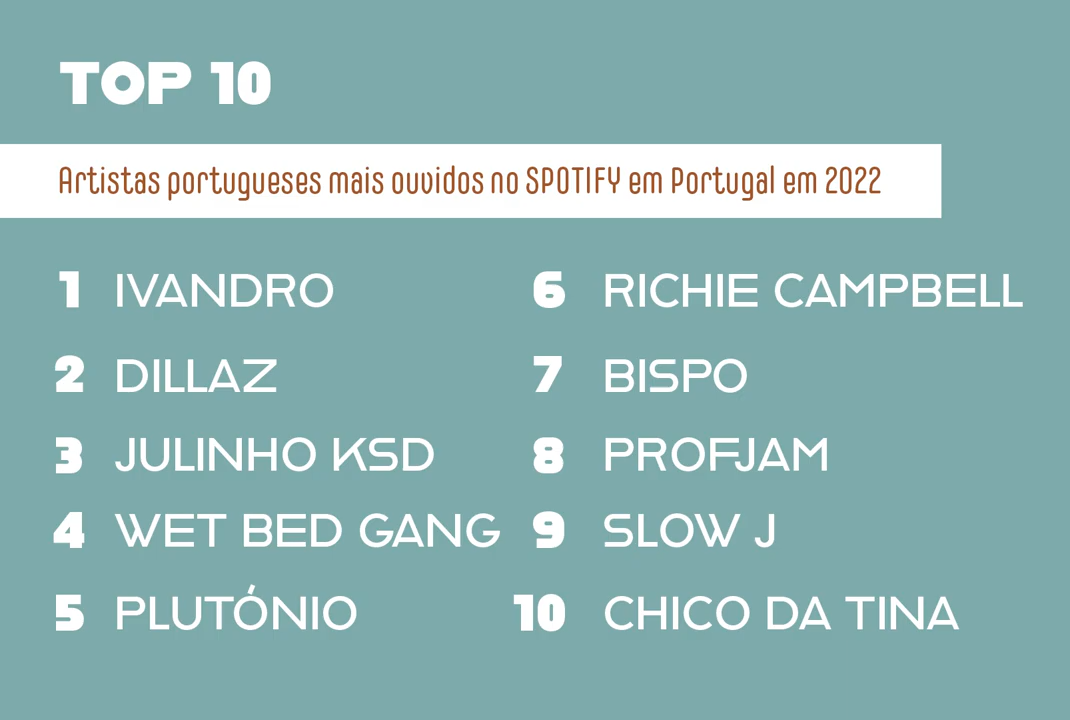 TOP 10
Artistas portugueses mais ouvidos no SPOTIFY em Portugal em 2022
1 IVANDRO
2 DILLAZ
3 JULINHO KSD
4 WET BED GANG
5 PLUTÓNIO
6 RICHIE CAMPBELL
7 BISPO
8 PROFJAM
9 SLOW J
10 CHICO DA TINA